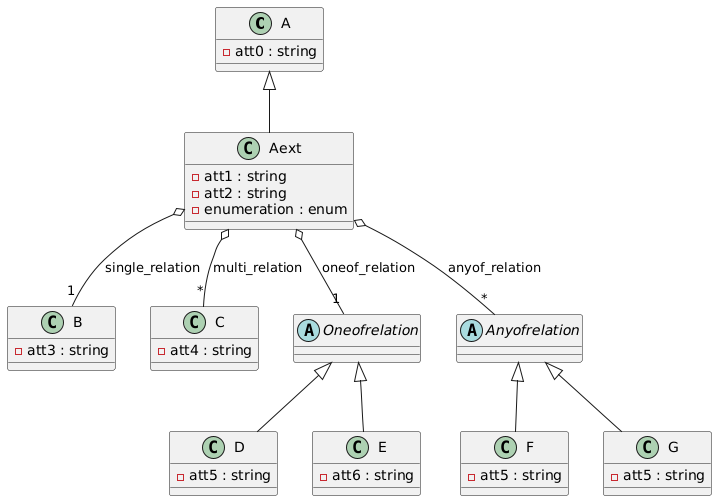 C A
att0 : string
C Aext
att1 : string
att2 : string
enumeration : enum
single_relation
multi_relation
oneof_relation
anyof_relation
1
*
1
*
C B
att3 : string
C C
att4 : string
A Oneofrelation
A Anyofrelation
C D
att5 : string
C E
att6 : string
C F
att5 : string
C G
att5 : string